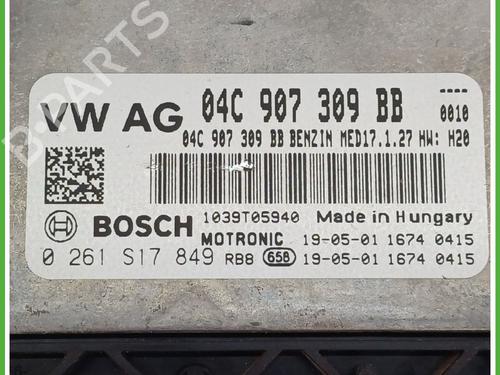 B-PARTS
VW AG 04C 907 309 BB
0010
04C 907 309 BB BENZIN MED17.1.27 HW: H20
BOSCH 1039T05940 Made in Hungary
MOTRONIC 19-05-01 1674 0415
0 261 S17 849 RB8 658 19-05-01 1674 0415